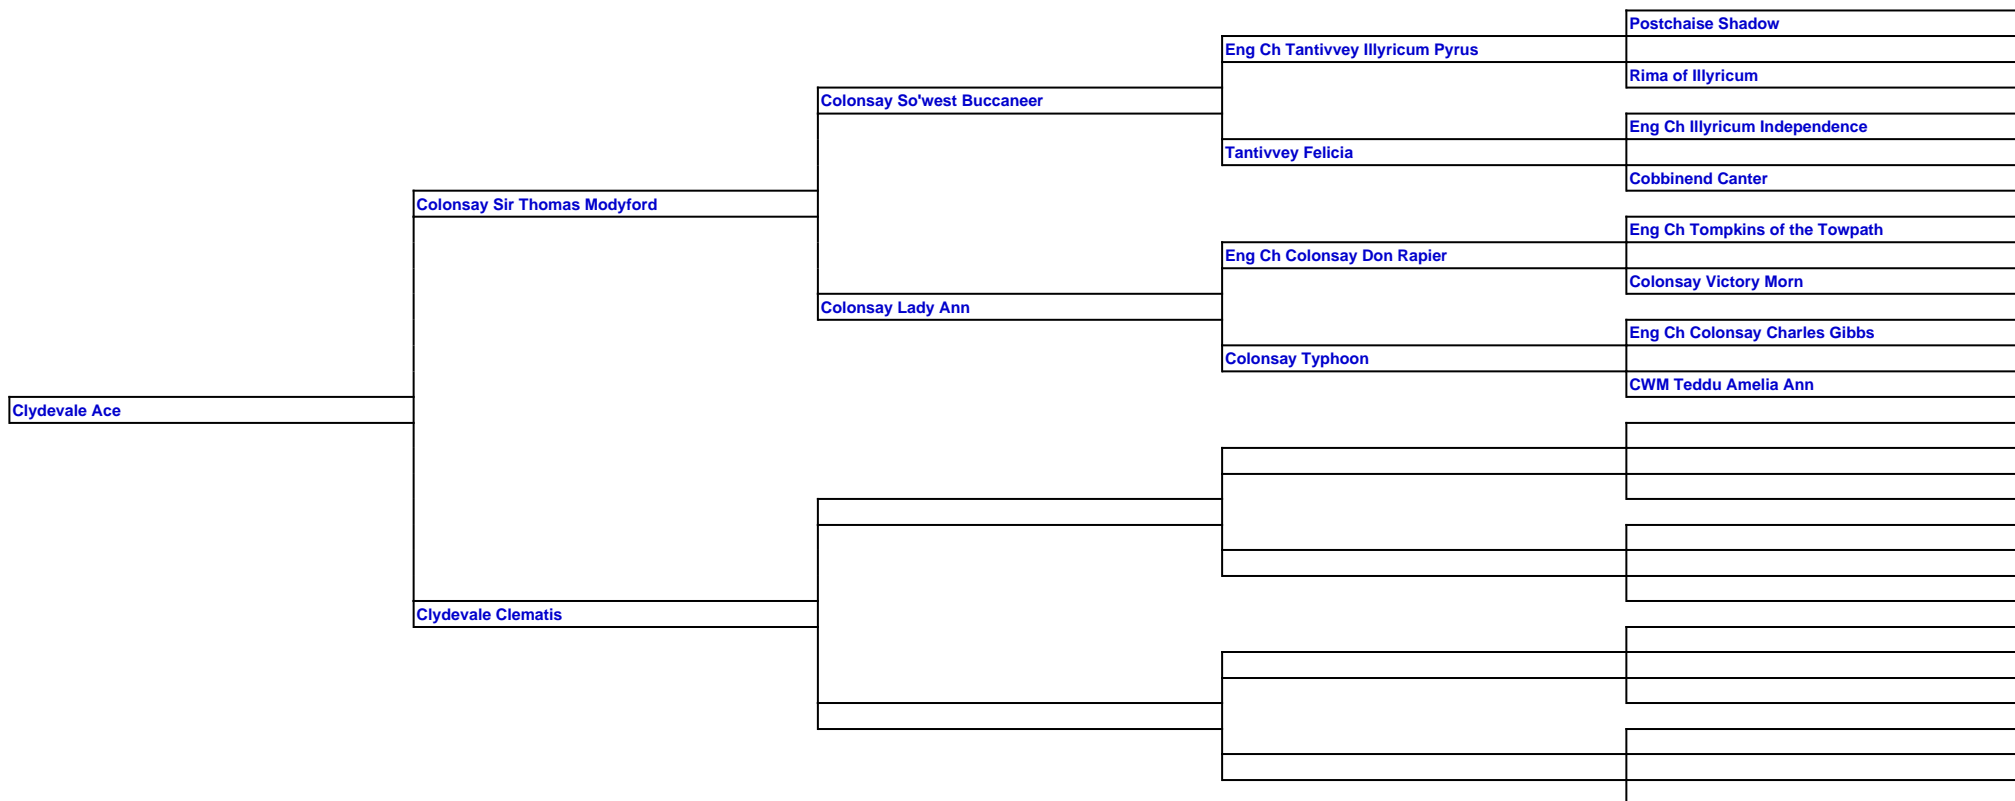 Postchaise Shadow
Eng Ch Tantivvey Illyricum Pyrus
Rima of Illyricum
Colonsay So'west Buccaneer
Eng Ch Illyricum Independence
Tantivvey Felicia
Cobbinend Canter
Colonsay Sir Thomas Modyford
Eng Ch Tompkins of the Towpath
Eng Ch Colonsay Don Rapier
Colonsay Victory Morn
Colonsay Lady Ann
Eng Ch Colonsay Charles Gibbs
Colonsay Typhoon
CWM Teddu Amelia Ann
Clydevale Ace
Clydevale Clematis